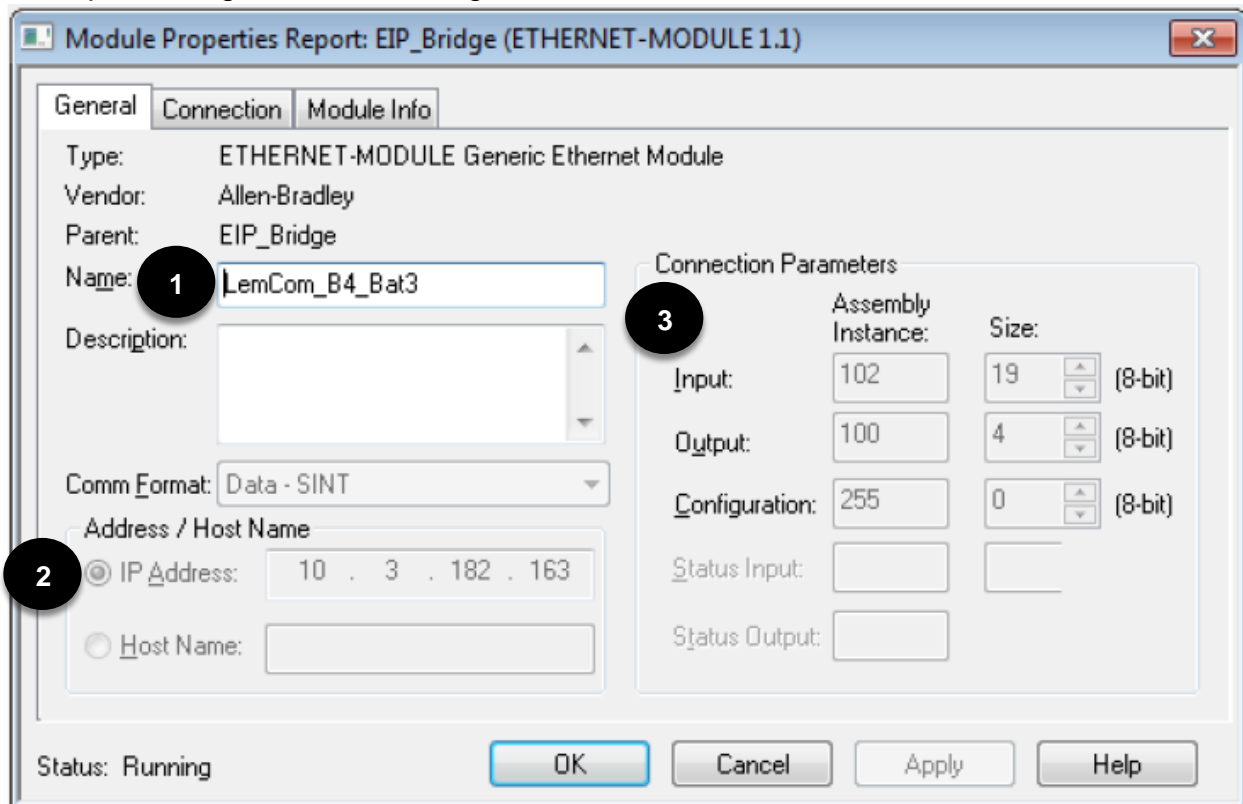 Module Properties Report: EIP_Bridge (ETHERNET-MODULE 1.1)
General Connection Module Info
Type: ETHERNET-MODULE Generic Ethernet Module
Vendor: Allen-Bradley
Parent: EIP_Bridge
Name: 1 LemCom_B4_Bat3
Description:
Comm Format: Data - SINT
Address / Host Name
2 IP Address: 10 . 3 . 182 . 163
Host Name:
Connection Parameters
3 Assembly
Instance: Size:
Input: 102 19 (8-bit)
Output: 100 4 (8-bit)
Configuration: 255 0 (8-bit)
Status Input:
Status Output:
Status: Running OK Cancel Apply Help